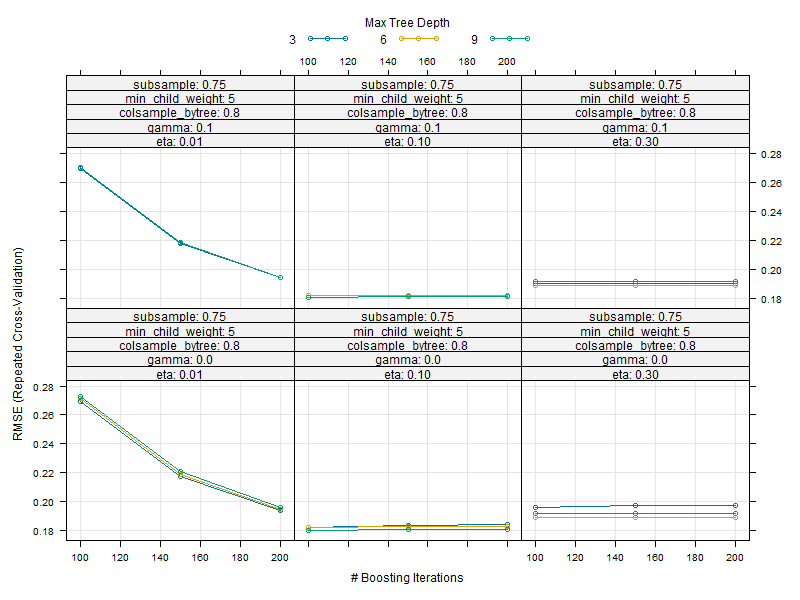 Max Tree Depth
3 6 9
100 120 140 160 180 200
subsample: 0.75 subsample: 0.75 subsample: 0.75
min_child_weight: 5 min_child_weight: 5 min_child_weight: 5
colsample_bytree: 0.8 colsample_bytree: 0.8 colsample_bytree: 0.8
gamma: 0.1 gamma: 0.1 gamma: 0.1
eta: 0.01 eta: 0.10 eta: 0.30
0.28
0.26
0.24
0.22
0.20
0.18
subsample: 0.75 subsample: 0.75 subsample: 0.75
min_child_weight: 5 min_child_weight: 5 min_child_weight: 5
colsample_bytree: 0.8 colsample_bytree: 0.8 colsample_bytree: 0.8
gamma: 0.0 gamma: 0.0 gamma: 0.0
eta: 0.01 eta: 0.10 eta: 0.30
0.28
0.26
0.24
0.22
0.20
0.18
RMSE (Repeated Cross-Validation)
100 120 140 160 180 200 100 120 140 160 180 200
# Boosting Iterations